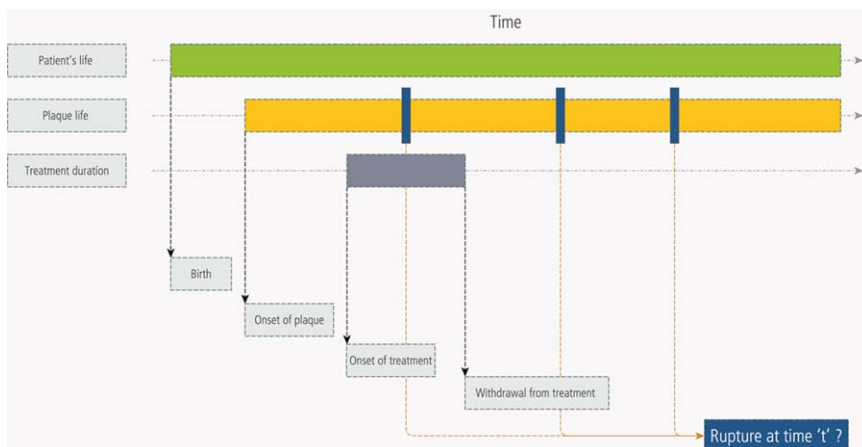 Time
Patient's life
Plaque life
Treatment duration
Birth
Onset of plaque
Onset of treatment
Withdrawal from treatment
Rupture at time ‘t’ ?